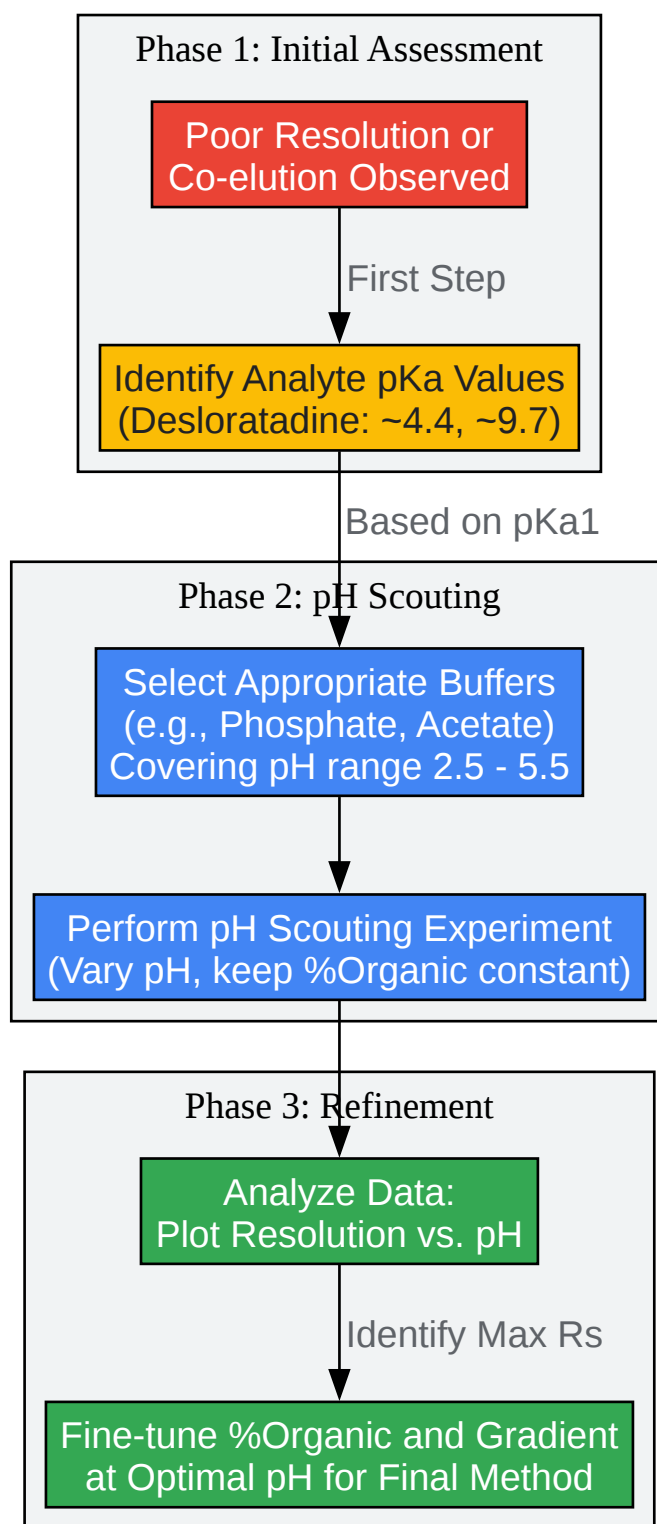 Phase 1: Initial Assessment
Poor Resolution or
Co-elution Observed
First Step
Identify Analyte pKa Values
(Desloratadine: ~4.4, ~9.7)
Based on pKa1
Phase 2: pH Scouting
Select Appropriate Buffers
(e.g., Phosphate, Acetate)
Covering pH range 2.5 - 5.5
Perform pH Scouting Experiment
(Vary pH, keep %Organic constant)
Phase 3: Refinement
Analyze Data:
Plot Resolution vs. pH
Identify Max Rs
Fine-tune %Organic and Gradient
at Optimal pH for Final Method